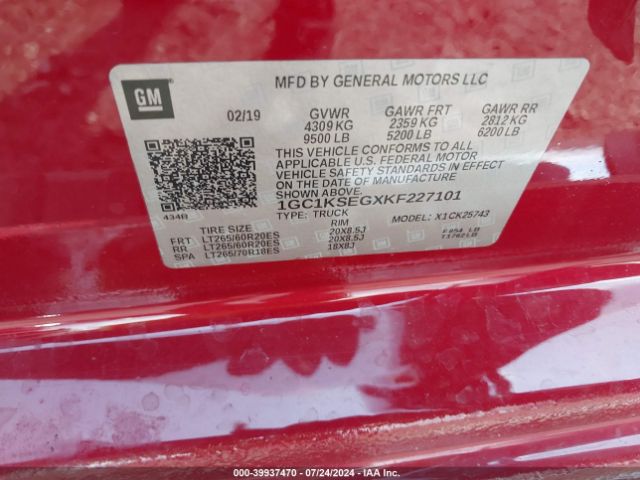 GM
MFD BY GENERAL MOTORS LLC
02/19 GVWR GAWR FRT GAWR RR
4309 KG 2359 KG 2812 KG
9500 LB 5200 LB 6200 LB
THIS VEHICLE CONFORMS TO ALL
APPLICABLE U.S. FEDERAL MOTOR
VEHICLE SAFETY STANDARDS IN EFFECT
ON THE DATE OF MANUFACTURE
SHOWN ABOVE.
1GC1KSEGXKF227101
434B TYPE: TRUCK MODEL: X1CK25743
TIRE SIZE RIM
FRT LT265/60R20ES 20X8.5J
RR LT265/60R20ES 20X8.5J
SPA LT265/70R18ES 18X8J
T1762LB
000-39937470 - 07/24/2024 - IAA Inc.